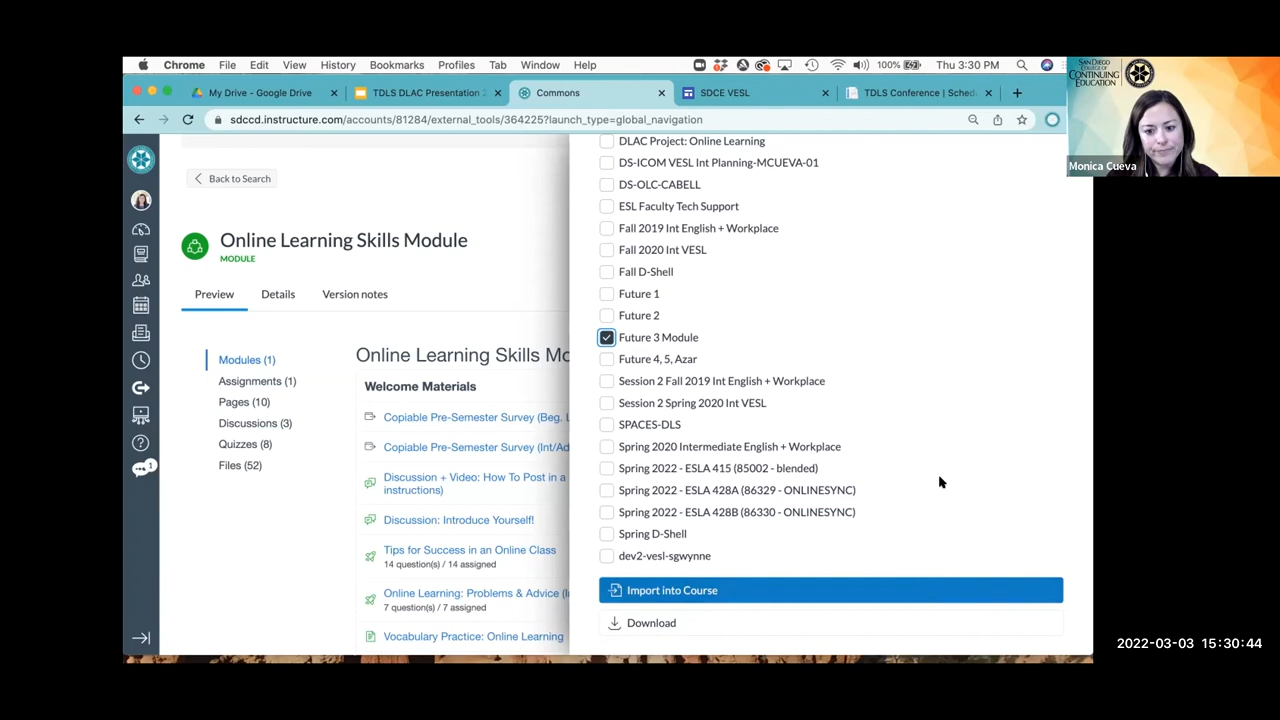 Chrome File Edit View History Bookmarks Profiles Tab Window Help 100% Thu 3:30 PM
My Drive - Google Drive
TDLS DLAC Presentation 2
Commons
SDCE VESL
TDLS Conference | Sched
sdccd.instructure.com/accounts/81284/external_tools/364225?launch_type=global_navigation
SAN DIEGO
COLLEGE OF
CONTINUING
EDUCATION
Monica Cueva
Back to Search
Online Learning Skills Module
MODULE
Preview Details Version notes
Modules (1)
Assignments (1)
Pages (10)
Discussions (3)
Quizzes (8)
Files (52)
1
Online Learning Skills Mo
Welcome Materials
Copiable Pre-Semester Survey (Beg. L
Copiable Pre-Semester Survey (Int/Ad
Discussion + Video: How To Post in a
instructions)
Discussion: Introduce Yourself!
Tips for Success in an Online Class
14 question(s) / 14 assigned
Online Learning: Problems & Advice (I
7 question(s) / 7 assigned
Vocabulary Practice: Online Learning
DLAC Project: Online Learning
DS-ICOM VESL Int Planning-MCUEVA-01
DS-OLC-CABELL
ESL Faculty Tech Support
Fall 2019 Int English + Workplace
Fall 2020 Int VESL
Fall D-Shell
Future 1
Future 2
Future 3 Module
Future 4, 5, Azar
Session 2 Fall 2019 Int English + Workplace
Session 2 Spring 2020 Int VESL
SPACES-DLS
Spring 2020 Intermediate English + Workplace
Spring 2022 - ESLA 415 (85002 - blended)
Spring 2022 - ESLA 428A (86329 - ONLINESYNC)
Spring 2022 - ESLA 428B (86330 - ONLINESYNC)
Spring D-Shell
dev2-vesl-sgwynne
Import into Course
Download
2022-03-03 15:30:44